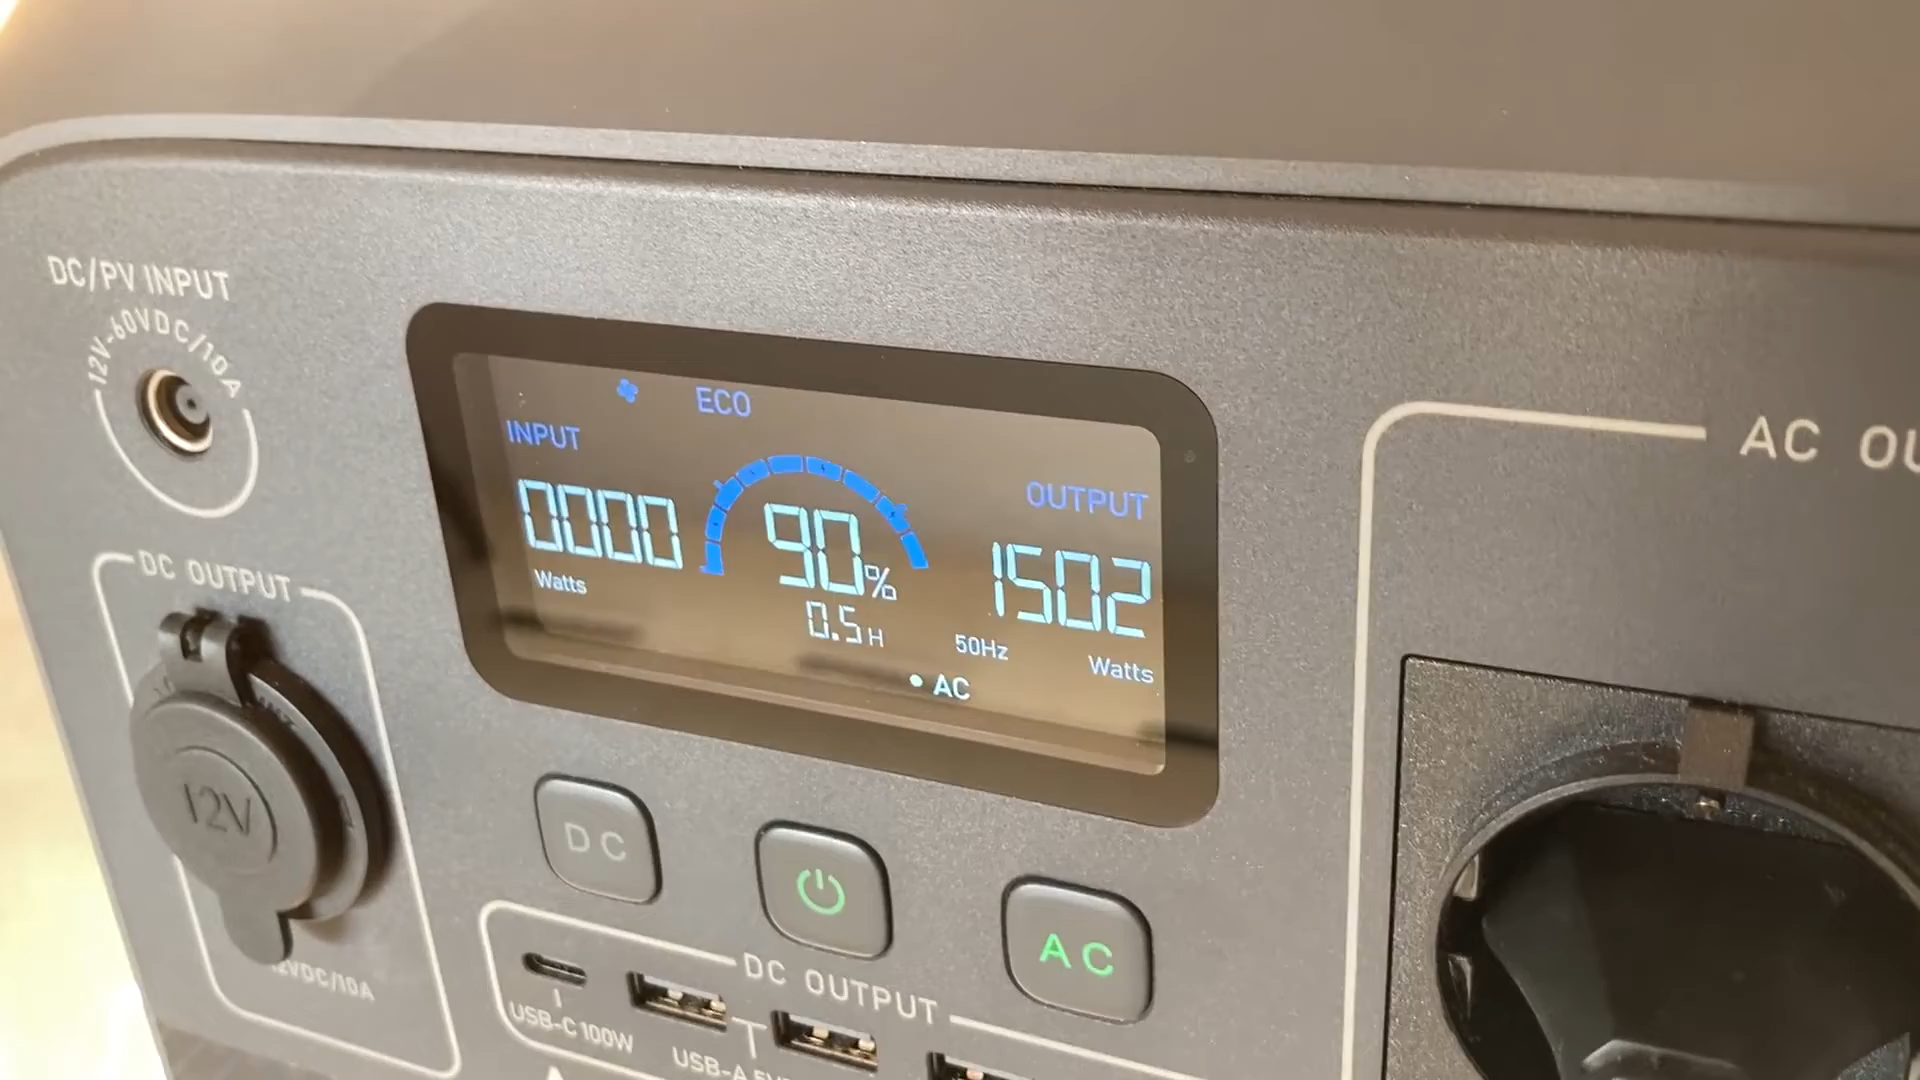 DC/PV INPUT
12V-60VDC/10A
ECO
INPUT
0000
Watts
90%
0.5H
OUTPUT
1502
50Hz
Watts
• AC
AC
DC OUTPUT
12V
12VDC/10A
DC
AC
DC OUTPUT
USB-C 100W
USB-A